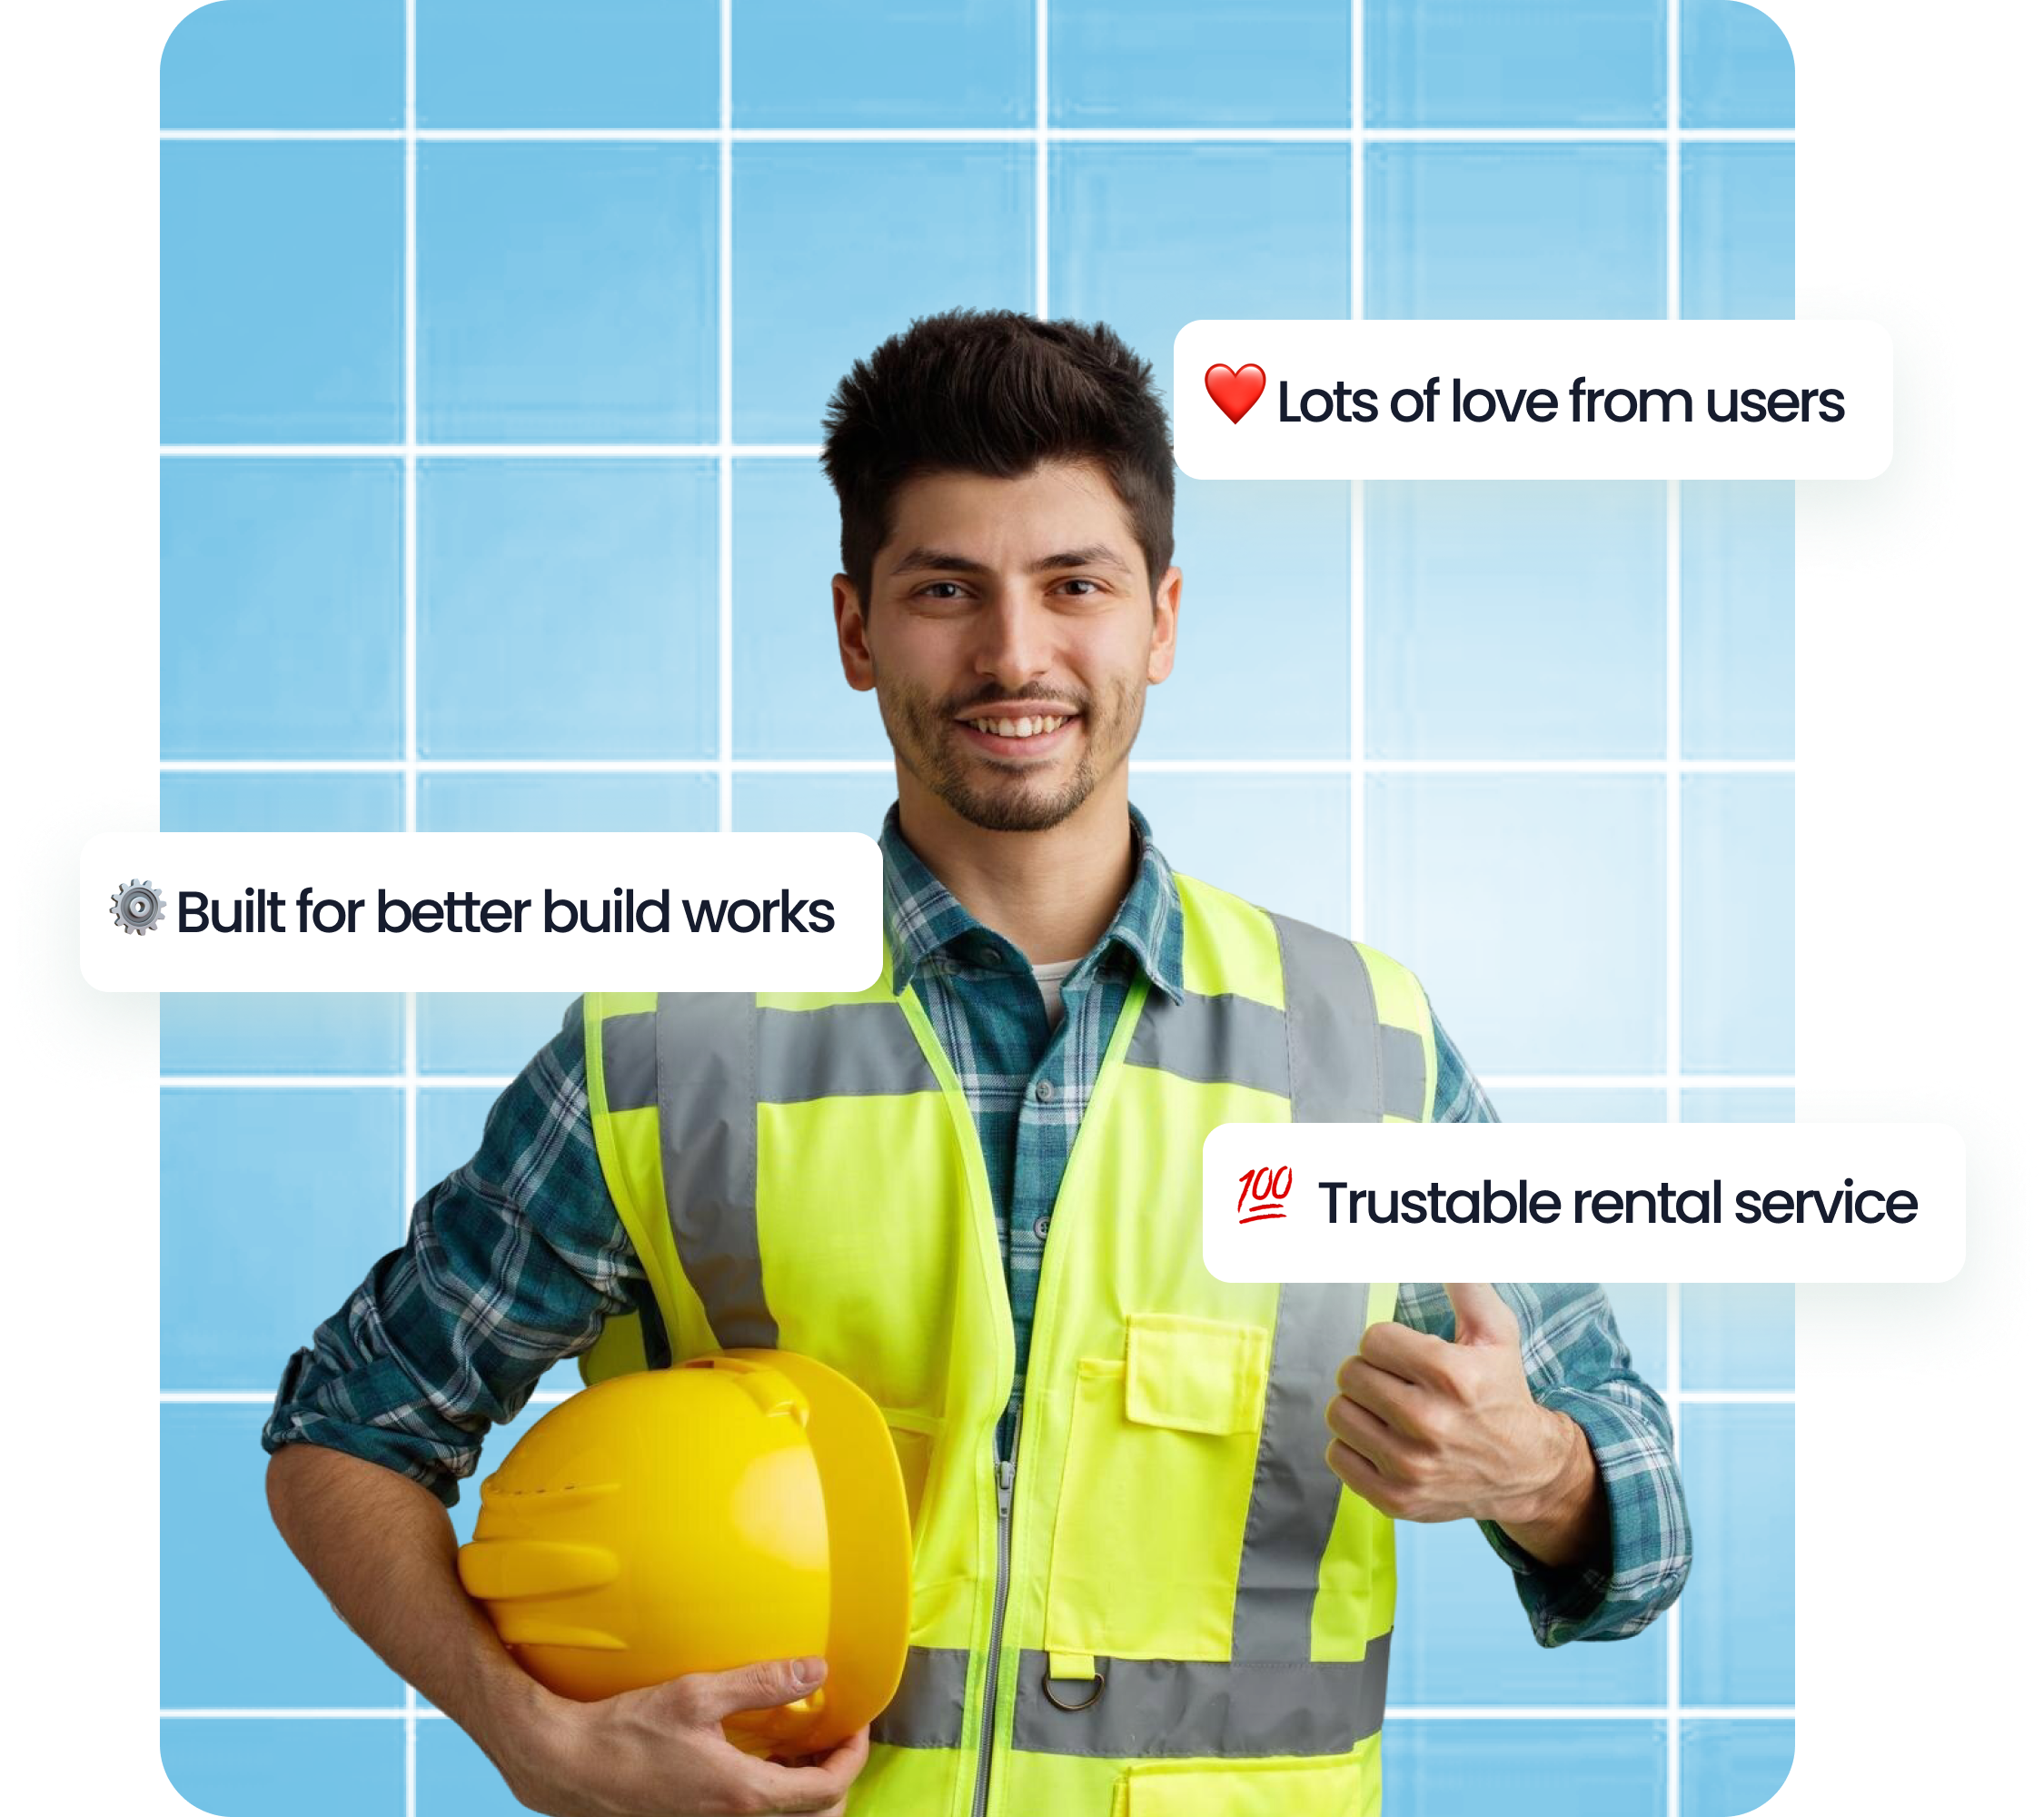 ❤️ Lots of love from users
⚙️ Built for better build works
💯 Trustable rental service